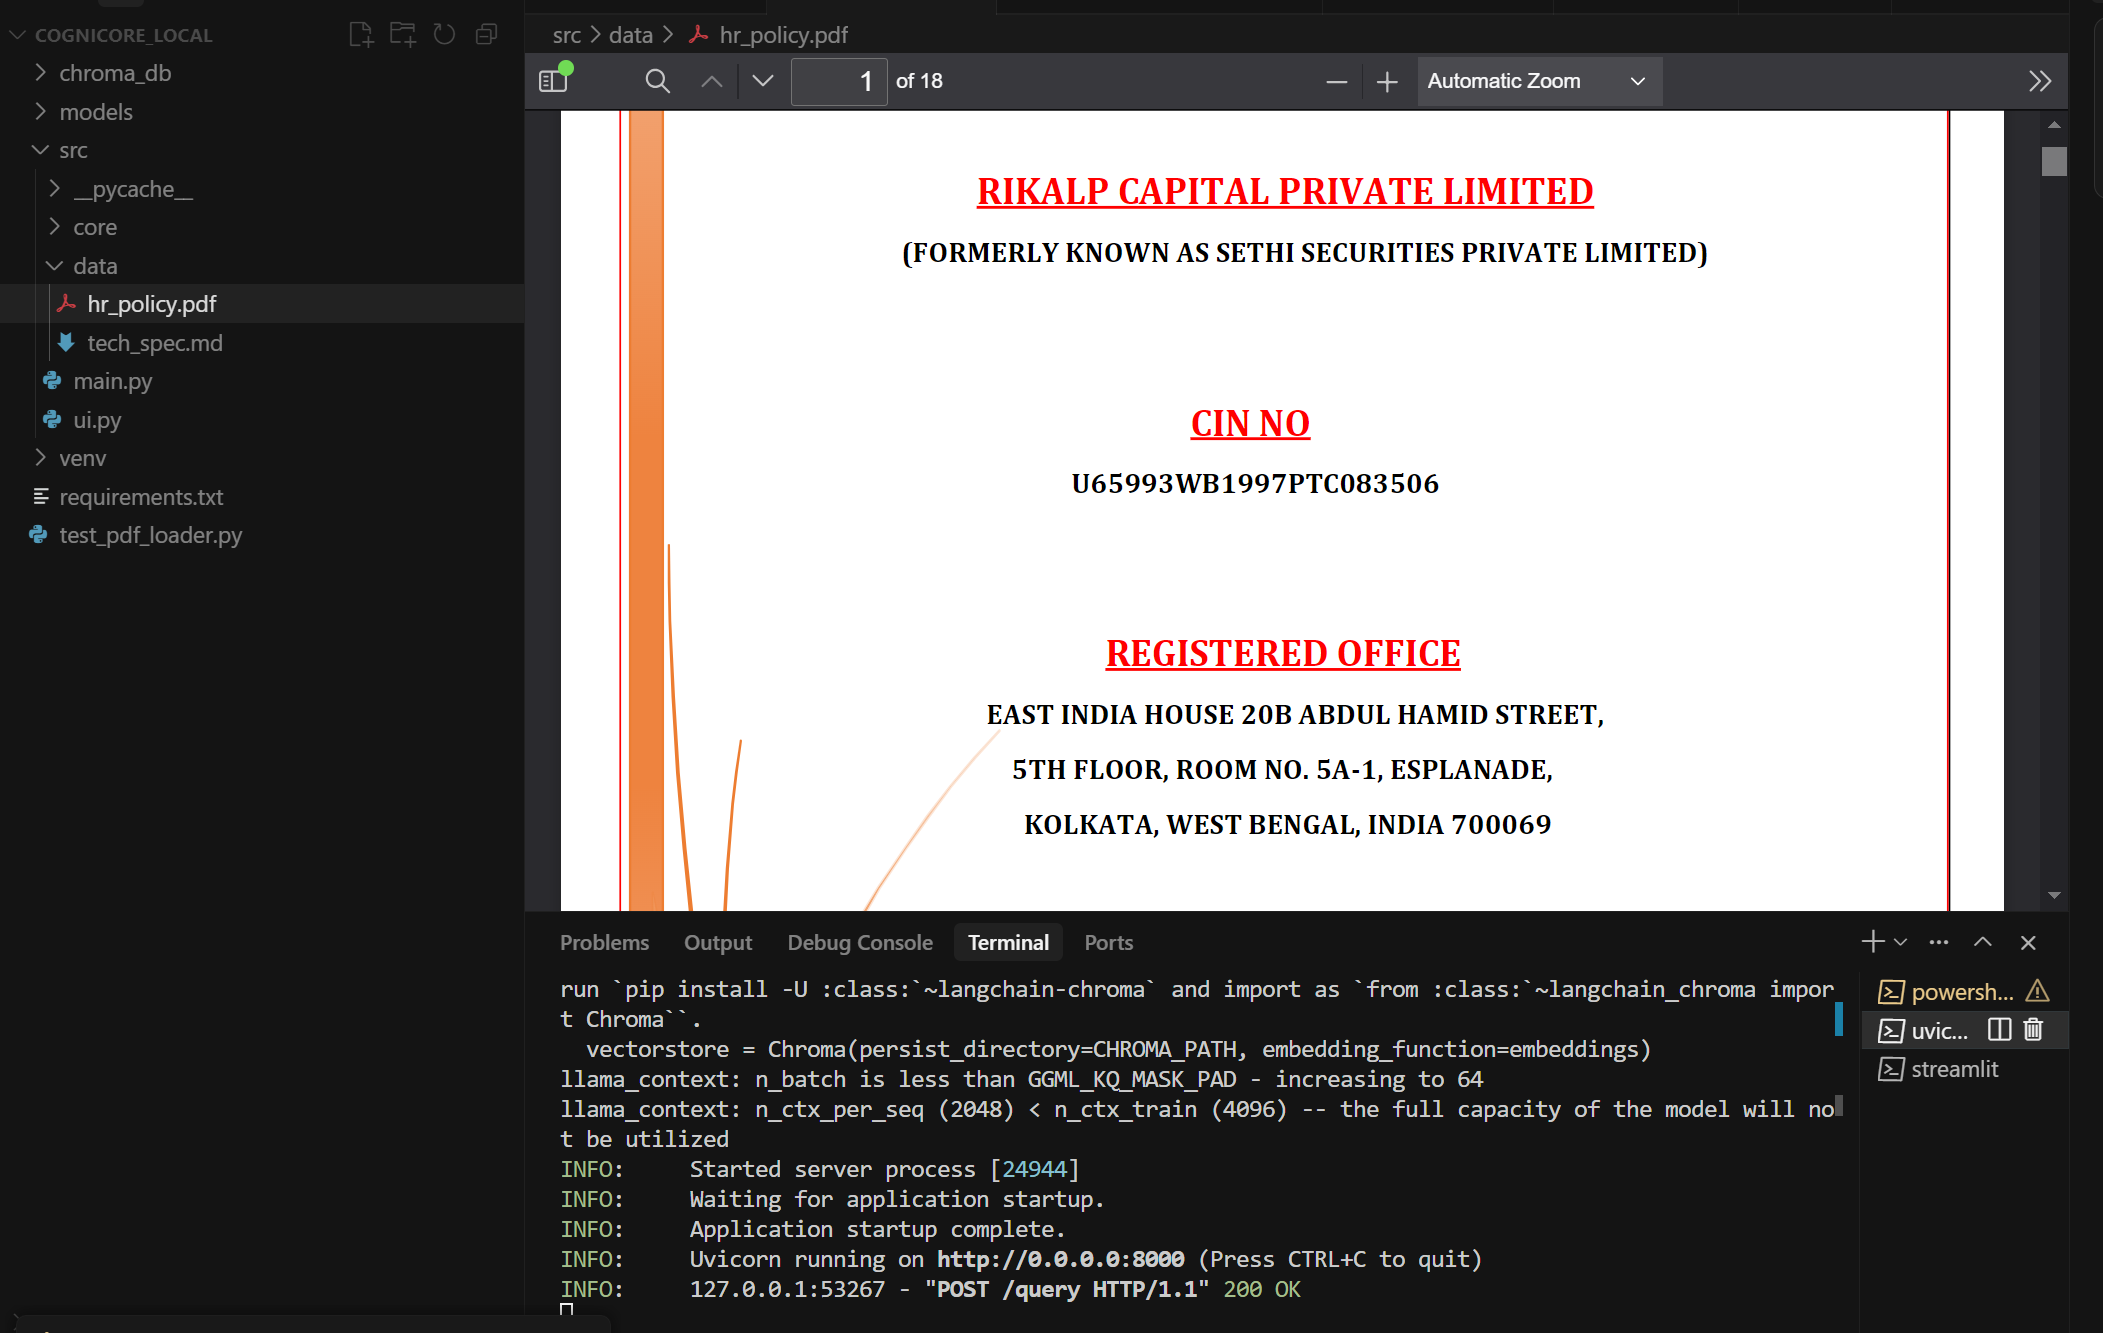 COGNICORE_LOCAL
chroma_db
models
src
__pycache__
core
data
hr_policy.pdf
tech_spec.md
main.py
ui.py
venv
requirements.txt
test_pdf_loader.py
src > data > hr_policy.pdf
1 of 18
Automatic Zoom
RIKALP CAPITAL PRIVATE LIMITED
(FORMERLY KNOWN AS SETHI SECURITIES PRIVATE LIMITED)
CIN NO
U65993WB1997PTC083506
REGISTERED OFFICE
EAST INDIA HOUSE 20B ABDUL HAMID STREET,
5TH FLOOR, ROOM NO. 5A-1, ESPLANADE,
KOLKATA, WEST BENGAL, INDIA 700069
Problems Output Debug Console Terminal Ports
run `pip install -U :class:`~langchain-chroma` and import as `from :class:`~langchain_chroma impor
t Chroma``.
vectorstore = Chroma(persist_directory=CHROMA_PATH, embedding_function=embeddings)
llama_context: n_batch is less than GGML_KQ_MASK_PAD - increasing to 64
llama_context: n_ctx_per_seq (2048) < n_ctx_train (4096) -- the full capacity of the model will no
t be utilized
INFO: Started server process [24944]
INFO: Waiting for application startup.
INFO: Application startup complete.
INFO: Uvicorn running on http://0.0.0.0:8000 (Press CTRL+C to quit)
INFO: 127.0.0.1:53267 - "POST /query HTTP/1.1" 200 OK
powersh...
uvic...
streamlit